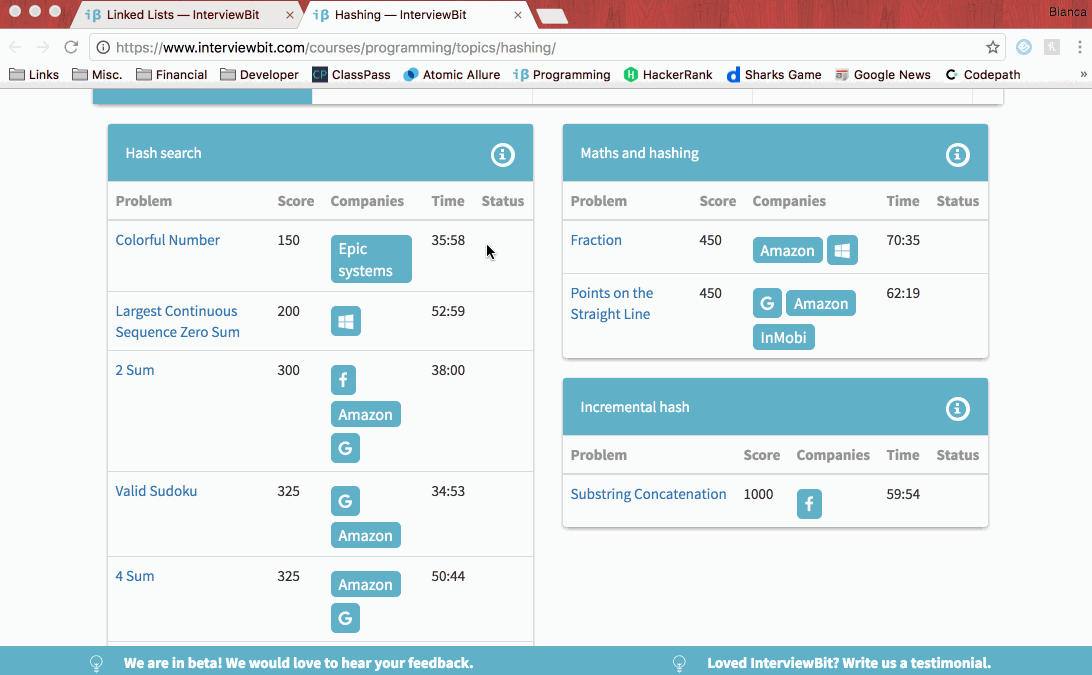 Linked Lists — InterviewBit
Hashing — InterviewBit
Bianca
https://www.interviewbit.com/courses/programming/topics/hashing/
Links Misc. Financial Developer CP ClassPass Atomic Allure Programming HackerRank Sharks Game Google News Codepath »
Hash search
Problem Score Companies Time Status
Colorful Number 150 Epic systems 35:58
Largest Continuous
Sequence Zero Sum 200 52:59
2 Sum 300 38:00
Amazon
G
Valid Sudoku 325 G 34:53
Amazon
4 Sum 325 Amazon 50:44
G
Maths and hashing
Problem Score Companies Time Status
Fraction 450 Amazon 70:35
Points on the
Straight Line 450 G Amazon 62:19
InMobi
Incremental hash
Problem Score Companies Time Status
Substring Concatenation 1000 59:54
We are in beta! We would love to hear your feedback.
Loved InterviewBit? Write us a testimonial.